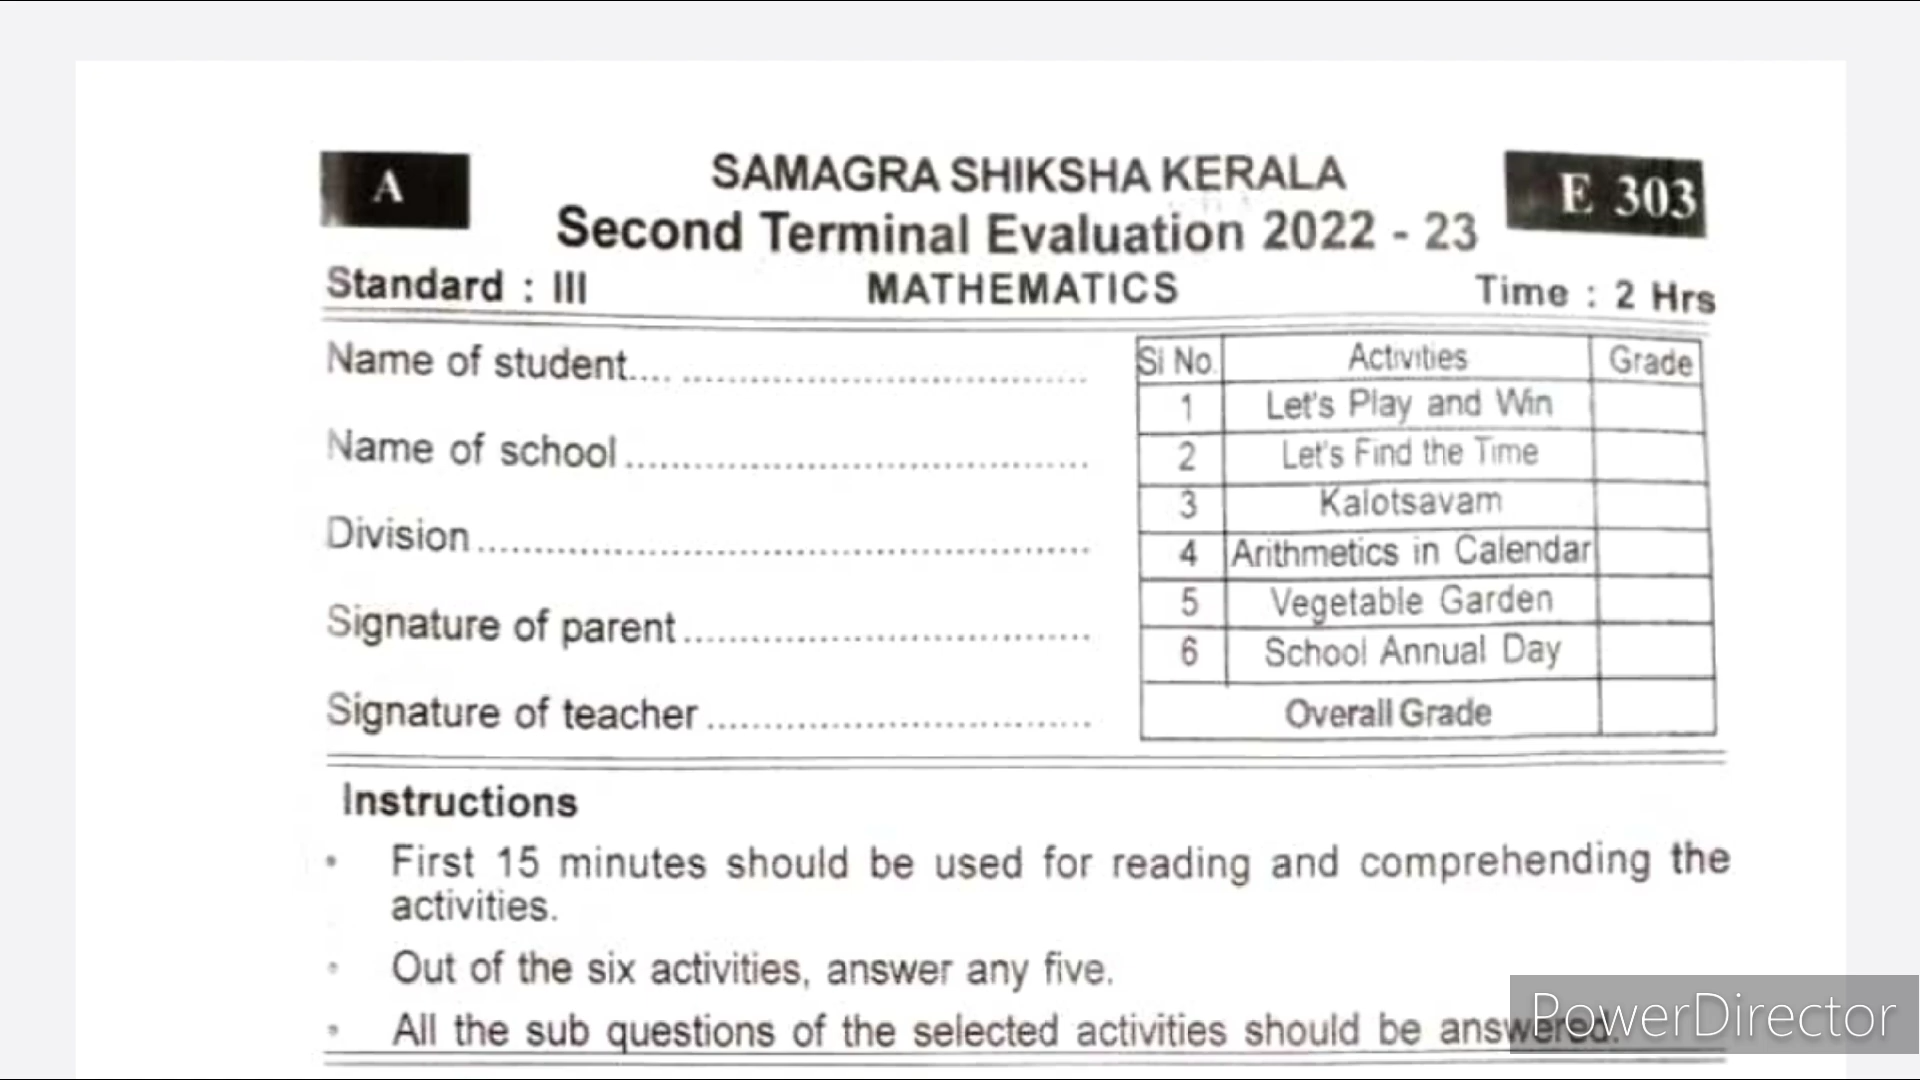 A
SAMAGRA SHIKSHA KERALA
E 303
Second Terminal Evaluation 2022 - 23
Standard : III
MATHEMATICS
Time : 2 Hrs
Name of student.... ........................................
Name of school ........................................
Division ........................................
Signature of parent ........................................
Signature of teacher ........................................
Sl No. Activities Grade
1 Let's Play and Win
2 Let's Find the Time
3 Kalotsavam
4 Arithmetics in Calendar
5 Vegetable Garden
6 School Annual Day
Overall Grade
Instructions
• First 15 minutes should be used for reading and comprehending the
activities.
• Out of the six activities, answer any five.
• All the sub questions of the selected activities should be answered.
PowerDirector